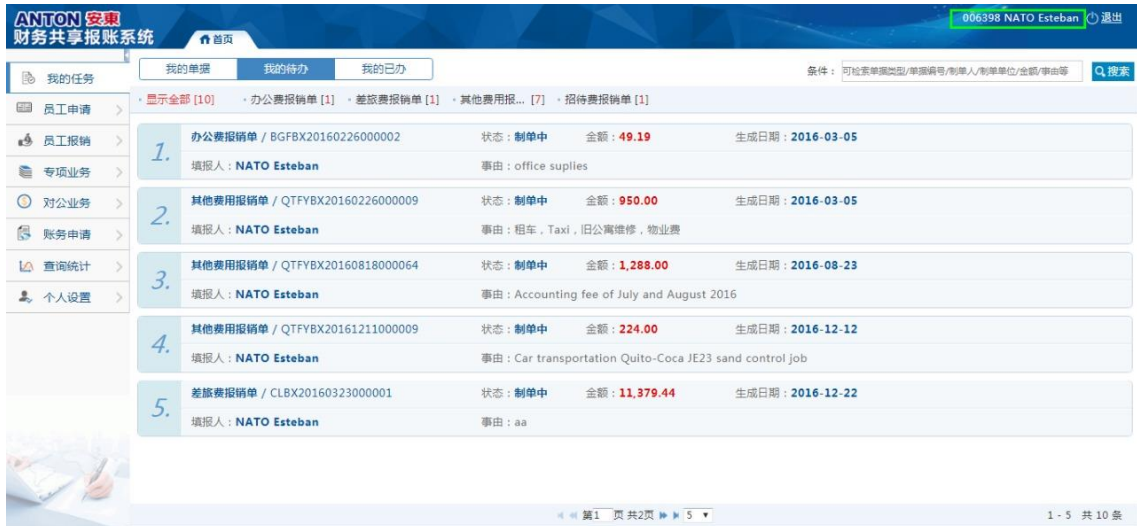 ANTON 安東
财务共享报账系统
首页
006398 NATO Esteban 退出
我的任务
员工申请
员工报销
专项业务
对公业务
账务申请
查询统计
个人设置
我的单据 我的待办 我的已办
条件： 可检索单据类型/单据编号/制单人/制单单位/金额/事由等 搜索
显示全部 [10] 办公费报销单 [1] 差旅费报销单 [1] 其他费用报... [7] 招待费报销单 [1]
1. 办公费报销单 / BGFBX20160226000002 状态：制单中 金额：49.19 生成日期：2016-03-05
填报人：NATO Esteban 事由：office suplies
2. 其他费用报销单 / QTFYBX20160226000009 状态：制单中 金额：950.00 生成日期：2016-03-05
填报人：NATO Esteban 事由：租车，Taxi，旧公寓维修，物业费
3. 其他费用报销单 / QTFYBX20160818000064 状态：制单中 金额：1,288.00 生成日期：2016-08-23
填报人：NATO Esteban 事由：Accounting fee of July and August 2016
4. 其他费用报销单 / QTFYBX20161211000009 状态：制单中 金额：224.00 生成日期：2016-12-12
填报人：NATO Esteban 事由：Car transportation Quito-Coca JE23 sand control job
5. 差旅费报销单 / CLBX20160323000001 状态：制单中 金额：11,379.44 生成日期：2016-12-22
填报人：NATO Esteban 事由：aa
第1 页 共2页 5 1 - 5 共 10 条